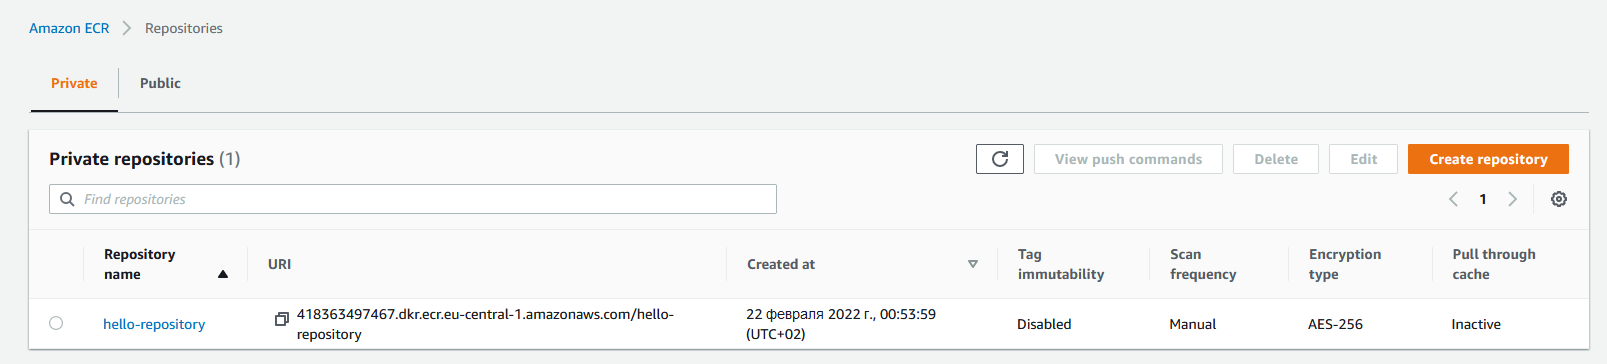 Amazon ECR > Repositories
Private Public
Private repositories (1) View push commands Delete Edit Create repository
Find repositories 1
Repository name URI Created at Tag immutability Scan frequency Encryption type Pull through cache
hello-repository 418363497467.dkr.ecr.eu-central-1.amazonaws.com/hello-repository 22 февраля 2022 г., 00:53:59 (UTC+02) Disabled Manual AES-256 Inactive